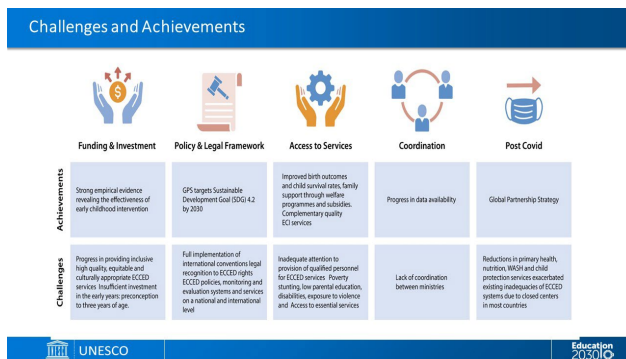 Challenges and Achievements
Funding & Investment
Policy & Legal Framework
Access to Services
Coordination
Post Covid
Achievements
Strong empirical evidence
revealing the effectiveness of
early childhood intervention
GPS targets Sustainable
Development Goal (SDG) 4.2
by 2030
Improved birth outcomes
and child survival rates, family
support through welfare
programmes and subsidies.
Complementary quality
ECI services
Progress in data availability
Global Partnership Strategy
Challenges
Progress in providing inclusive
high quality, equitable and
culturally appropriate ECCED
services Insufficient investment
in the early years: preconception
to three years of age.
Full implementation of
international conventions legal
recognition to ECCED rights
ECCED policies, monitoring and
evaluation systems and services
on a national and international
level
Inadequate attention to
provision of qualified personnel
for ECCED services Poverty
stunting, low parental education,
disabilities, exposure to violence
and Access to essential services
Lack of coordination
between ministries
Reductions in primary health,
nutrition, WASH and child
protection services exacerbated
existing inadequacies of ECCED
systems due to closed centers
in most countries
UNESCO
Education
2030